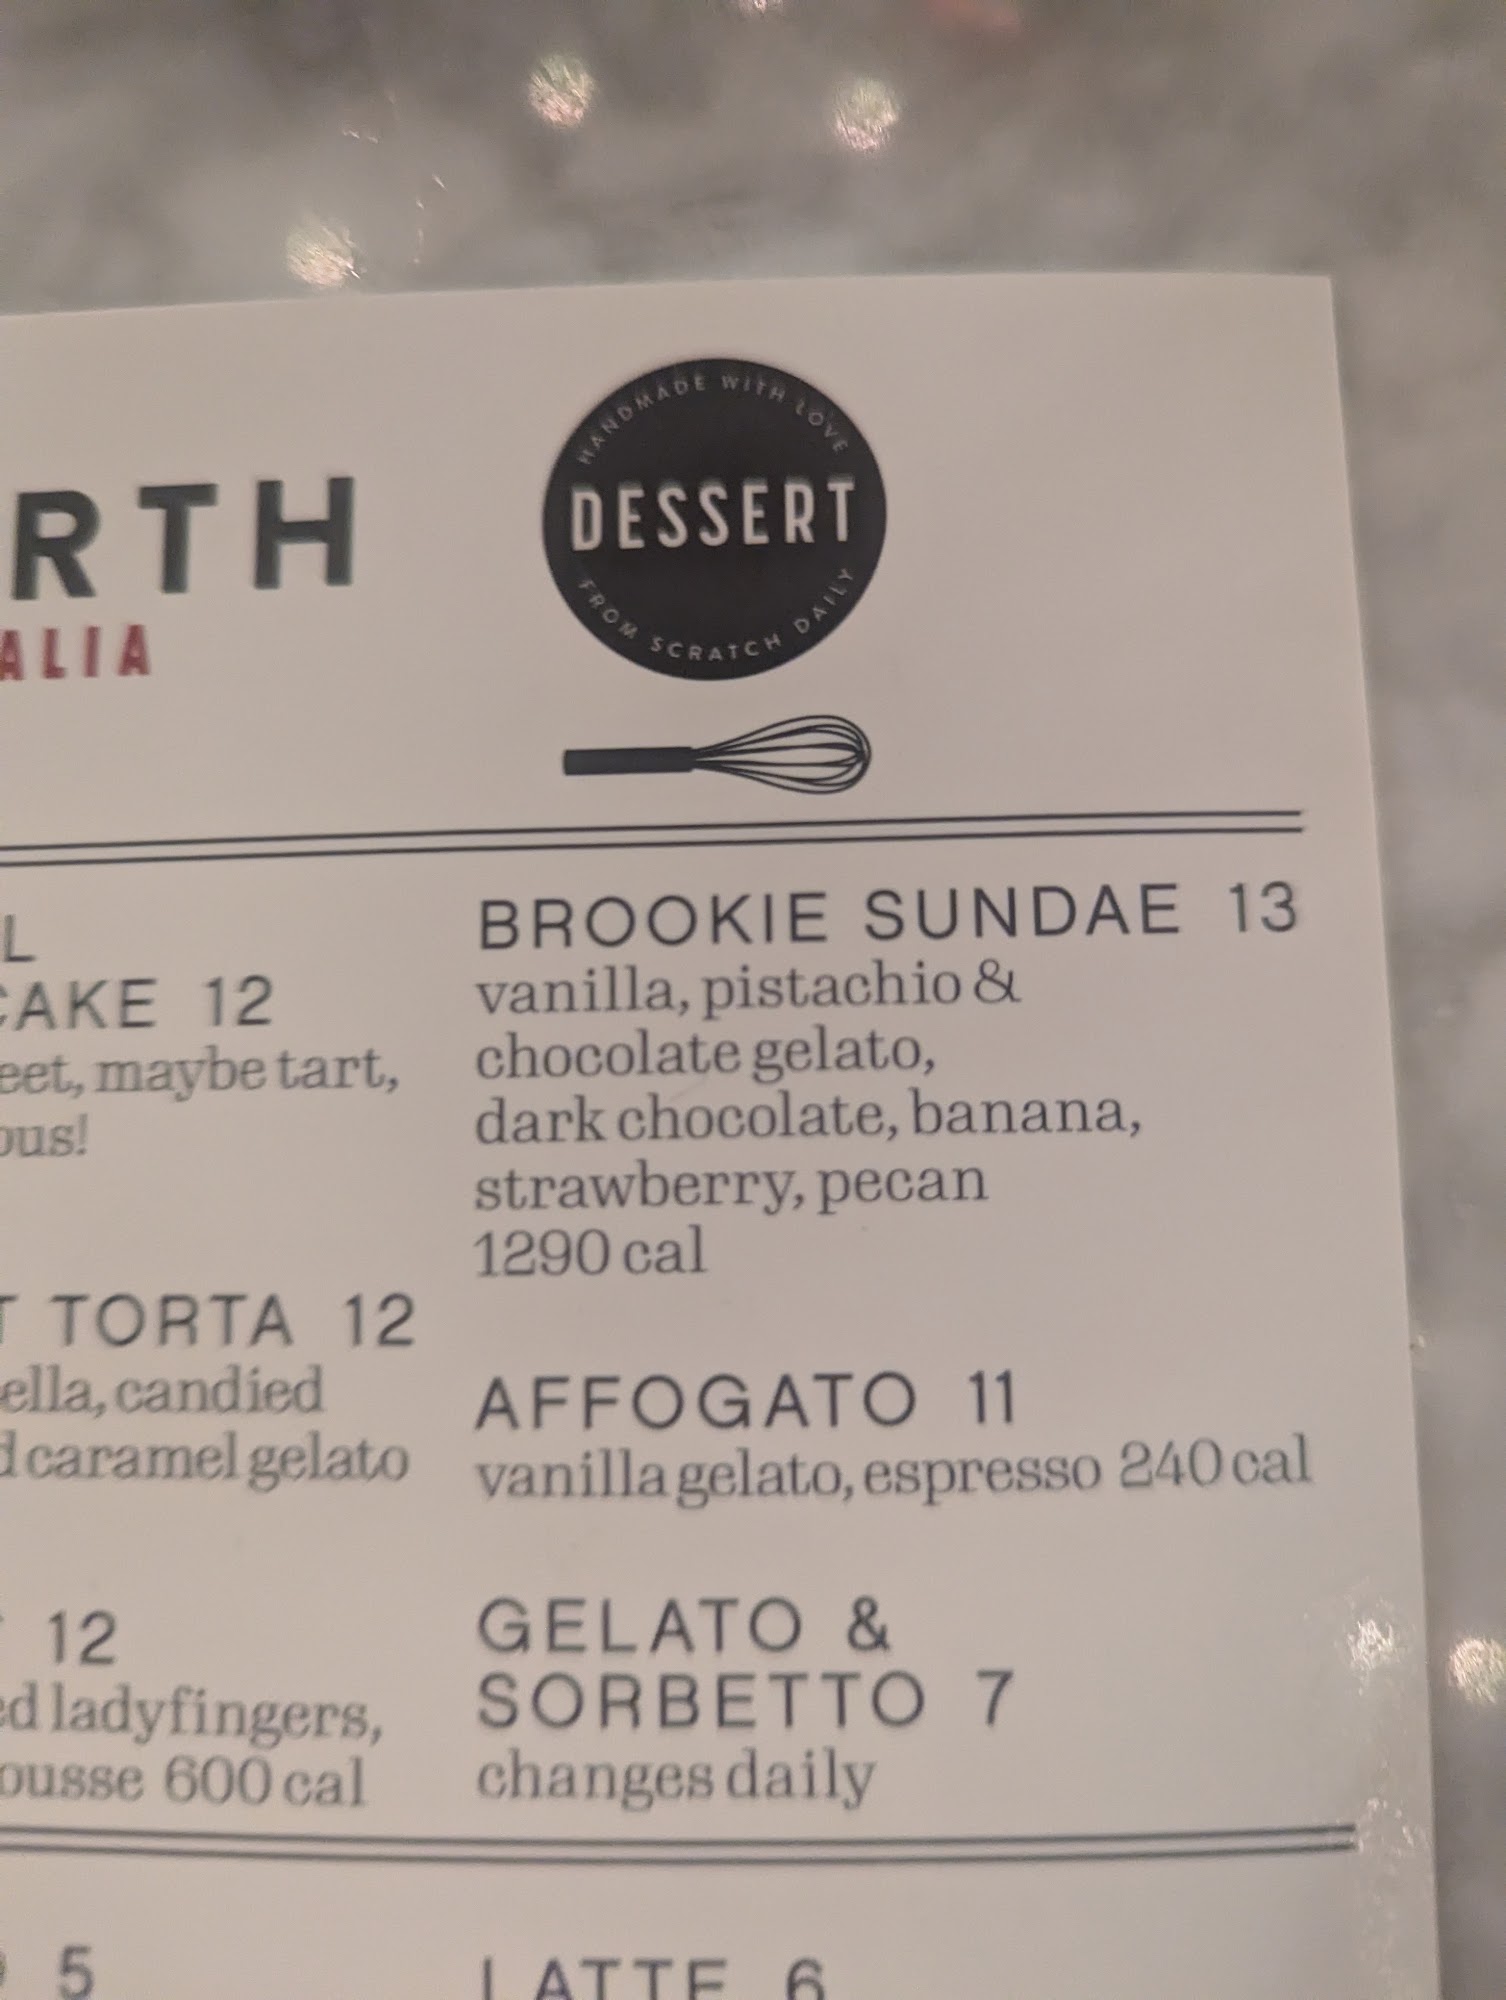 HANDMADE WITH LOVE
DESSERT
FROM SCRATCH DAILY
RTH
ALIA
L
CAKE 12
eet, maybe tart,
ous!
T TORTA 12
ella, candied
d caramel gelato
12
ed ladyfingers,
ousse 600 cal
BROOKIE SUNDAE 13
vanilla, pistachio &
chocolate gelato,
dark chocolate, banana,
strawberry, pecan
1290 cal
AFFOGATO 11
vanilla gelato, espresso 240 cal
GELATO &
SORBETTO 7
changes daily
5
LATTE 6